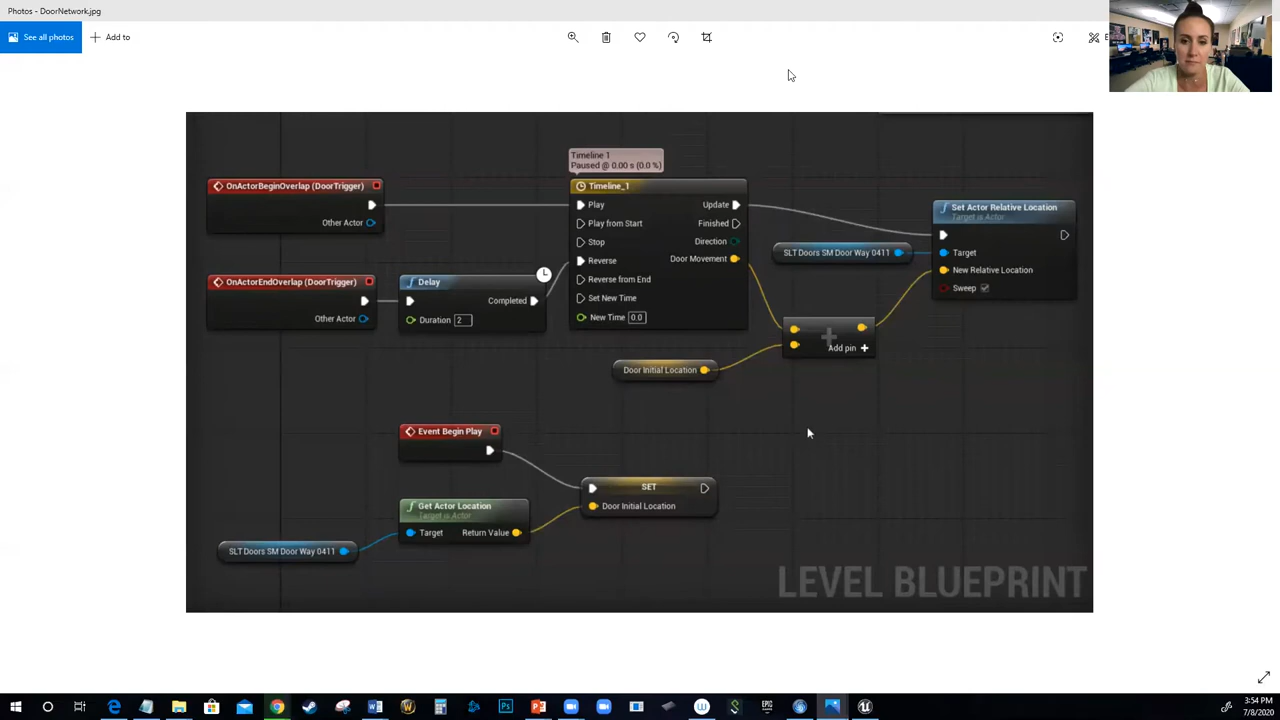 Photos - DoorNetwork.jpg
See all photos
Add to
Timeline 1
Paused @ 0.00 s (0.0 %)
OnActorBeginOverlap (DoorTrigger)
Other Actor
Timeline_1
Play
Update
Play from Start
Finished
Stop
Direction
Reverse
Door Movement
Reverse from End
Set New Time
New Time 0.0
Set Actor Relative Location
Target is Actor
SLT Doors SM Door Way 0411
Target
New Relative Location
Sweep
OnActorEndOverlap (DoorTrigger)
Other Actor
Delay
Completed
Duration 2
Add pin
Door Initial Location
Event Begin Play
SET
Door Initial Location
Get Actor Location
Target is Actor
Target
Return Value
SLT Doors SM Door Way 0411
LEVEL BLUEPRINT
3:54 PM
7/8/2020